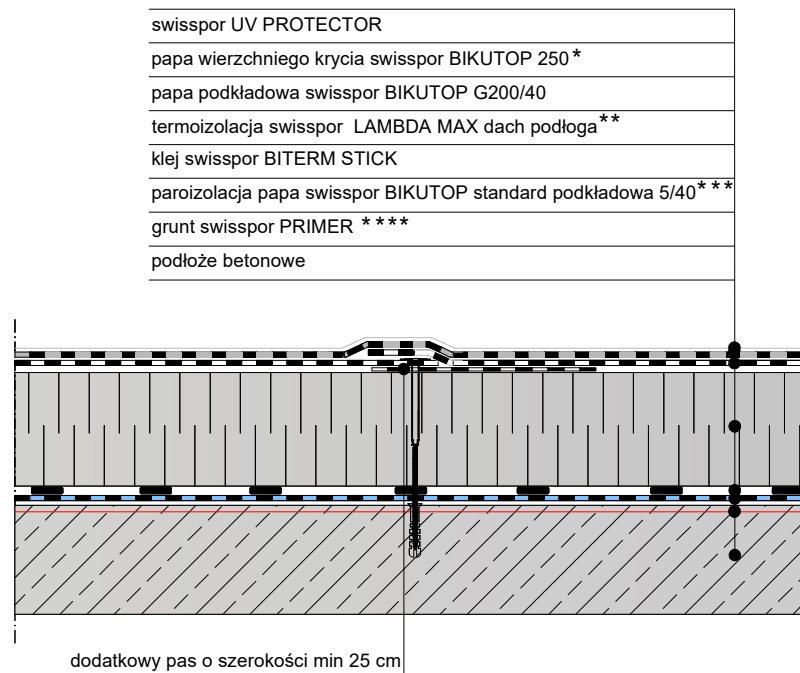 swisspor UV PROTECTOR
papa wierzchniego krycia swisspor BIKUTOP 250*
papa podkładowa swisspor BIKUTOP G200/40
termoizolacja swisspor LAMBDA MAX dach podłoga**
klej swisspor BITERM STICK
paroizolacja papa swisspor BIKUTOP standard podkładowa 5/40***
grunt swisspor PRIMER ****
podłoże betonowe
dodatkowy pas o szerokości min 25 cm